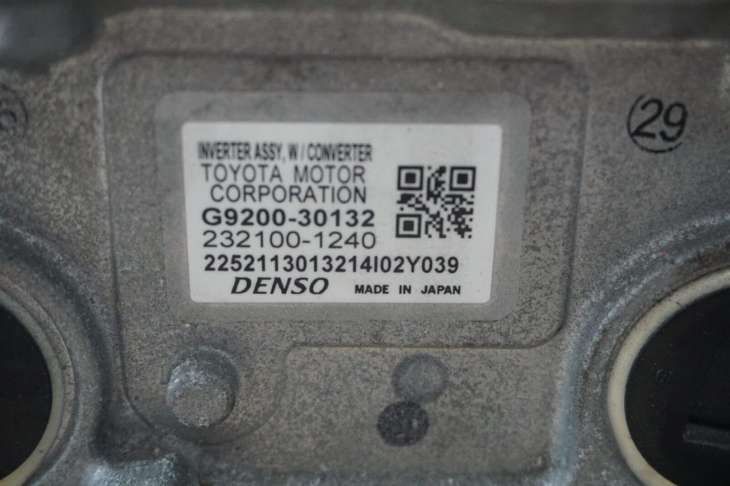 INVERTER ASSY, W / CONVERTER
TOYOTA MOTOR
CORPORATION
G9200-30132
232100-1240
2252113013214I02Y039
DENSO MADE IN JAPAN
29